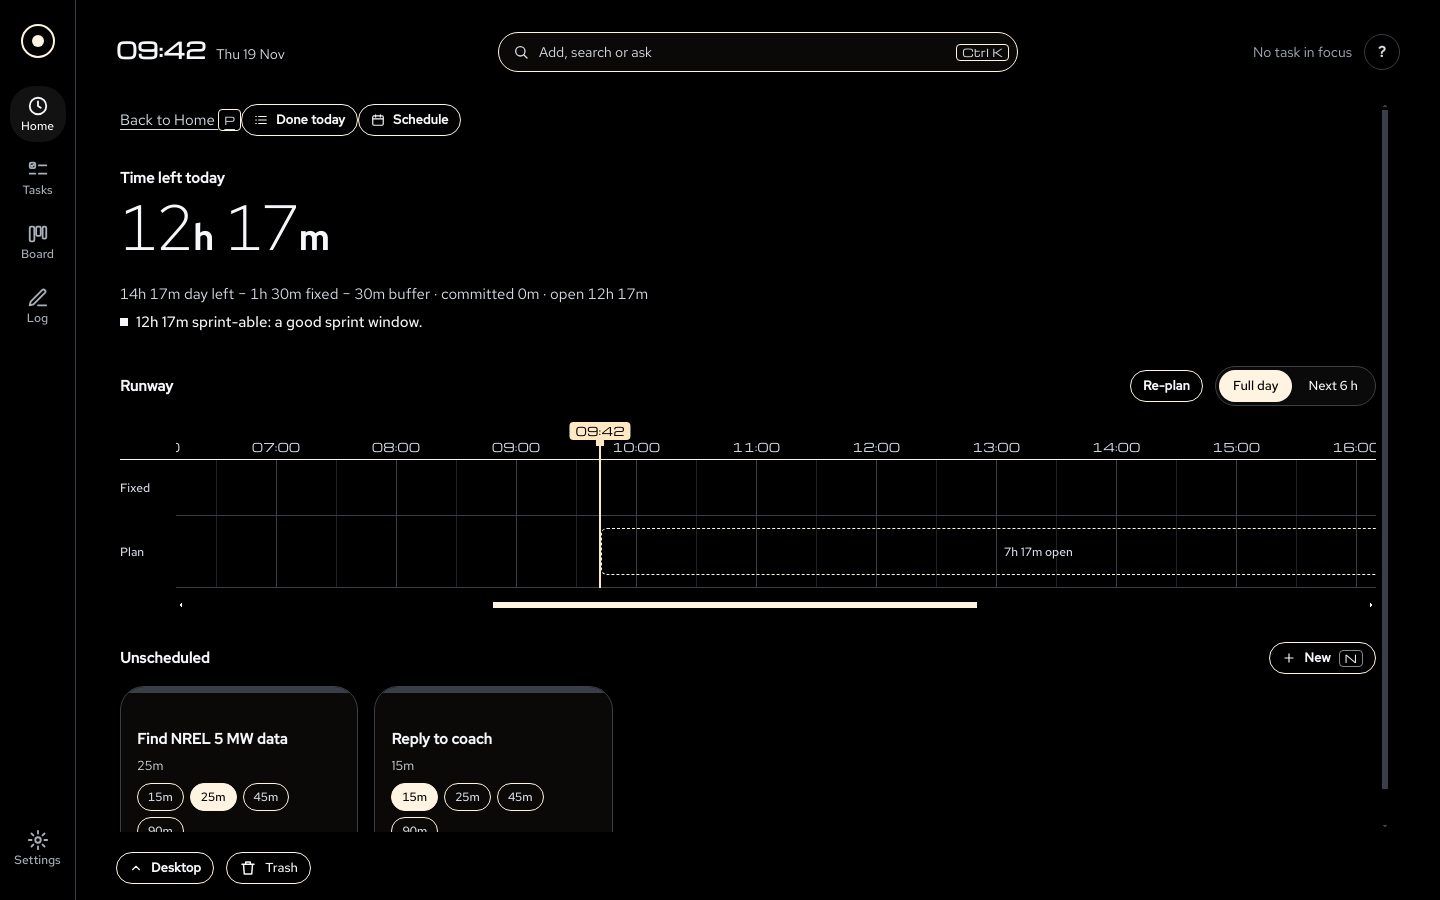 09:42 Thu 19 Nov
Add, search or ask Ctrl K
No task in focus ?
Home
Tasks
Board
Log
Settings
Back to Home P Done today Schedule
Time left today
12h 17m
14h 17m day left − 1h 30m fixed − 30m buffer · committed 0m · open 12h 17m
12h 17m sprint-able: a good sprint window.
Runway Re-plan Full day Next 6 h
09:42
07:00 08:00 09:00 10:00 11:00 12:00 13:00 14:00 15:00 16:00
Fixed
Plan 7h 17m open
Unscheduled New N
Find NREL 5 MW data
25m
15m 25m 45m
90m
Reply to coach
15m
15m 25m 45m
90m
Desktop Trash